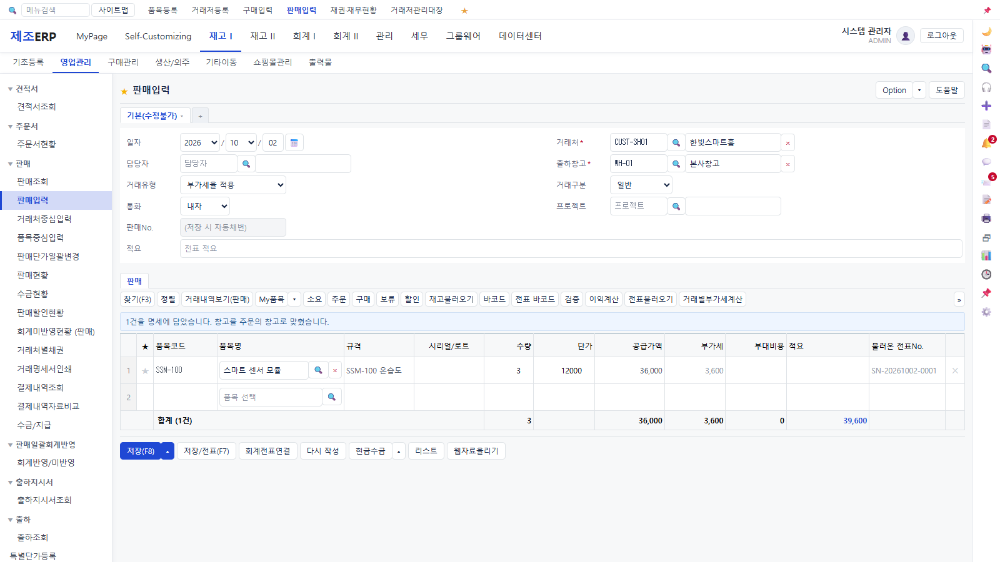 메뉴검색 사이트맵 품목등록 거래처등록 구매입력 판매입력 채권·채무현황 거래처관리대장
제조ERP MyPage Self-Customizing 재고 I 재고 II 회계 I 회계 II 관리 세무 그룹웨어 데이터센터 시스템 관리자 로그아웃
ADMIN
기초등록 영업관리 구매관리 생산/외주 기타이동 쇼핑몰관리 출력물
▼ 견적서
견적서조회
▼ 주문서
주문서현황
▼ 판매
판매조회
판매입력
거래처중심입력
품목중심입력
판매단가일괄변경
판매현황
수금현황
판매할인현황
회계미반영현황 (판매)
거래처별채권
거래명세서인쇄
결제내역조회
결제내역자료비교
수금/지급
▼ 판매일괄회계반영
회계반영/미반영
▼ 출하지시서
출하지시서조회
▼ 출하
출하조회
특별단가등록
★ 판매입력 Option ▾ 도움말
기본(수정불가) - +
일자 2026 / 10 / 02 거래처* CUST-SH01 한빛스마트홈 ×
담당자 담당자 출하창고* WH-01 본사창고 ×
거래유형 부가세율 적용 거래구분 일반
통화 내자 프로젝트 프로젝트
판매No. (저장 시 자동채번)
적요 전표 적요
판매
찾기(F3) 정렬 거래내역보기(판매) My품목 ▾ 소요 주문 구매 보류 할인 재고불러오기 바코드 전표 바코드 검증 이익계산 전표불러오기 거래별부가세계산 »
1건을 명세에 담았습니다. 창고를 주문의 창고로 맞췄습니다.
★ 품목코드 품목명 규격 시리얼/로트 수량 단가 공급가액 부가세 부대비용 적요 불러온 전표No.
1 ★ SSM-100 스마트 센서 모듈 × SSM-100 온습도 3 12000 36,000 3,600 SN-20261002-0001 ×
2 품목 선택
합계 (1건) 3 36,000 3,600 0 39,600
저장(F8) ▴ 저장/전표(F7) 회계전표연결 다시 작성 현금수금 ▴ 리스트 웹자료올리기
2
5